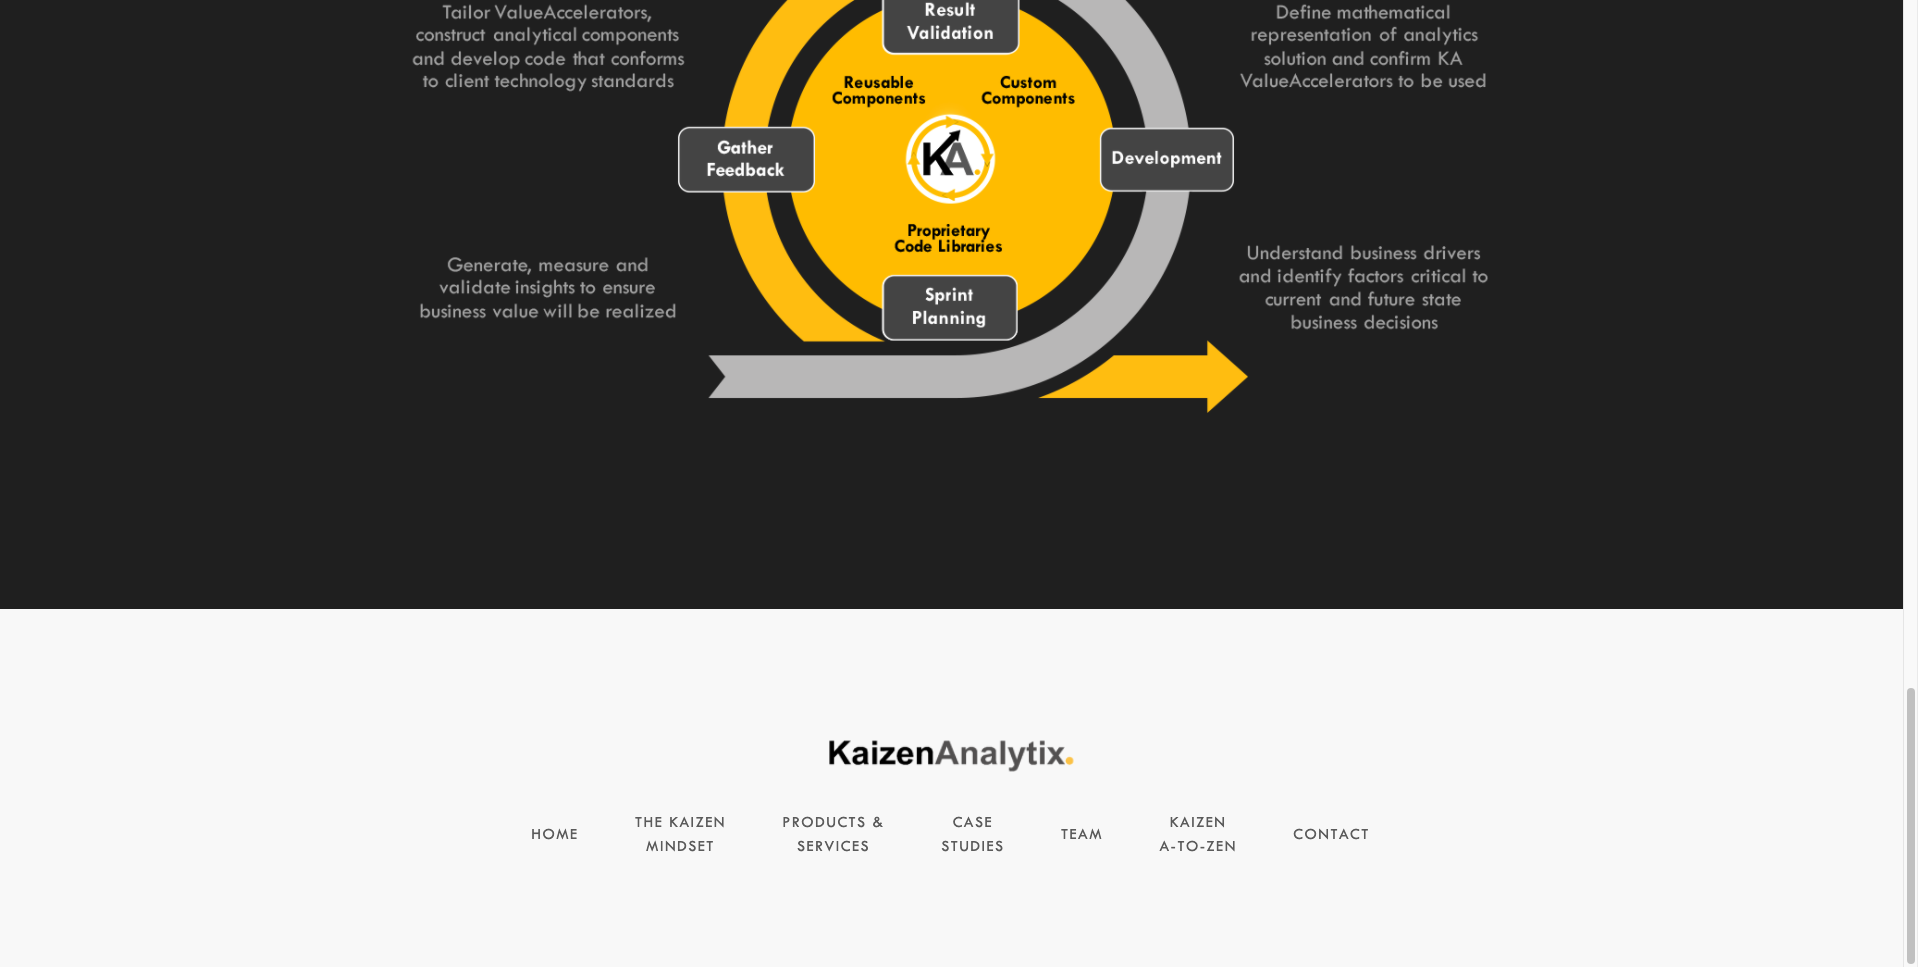 Tailor ValueAccelerators,
construct analytical components
and develop code that conforms
to client technology standards
Result
Validation
Define mathematical
representation of analytics
solution and confirm KA
ValueAccelerators to be used
Reusable
Components
Custom
Components
Gather
Feedback
KA.
Development
Proprietary
Code Libraries
Generate, measure and
validate insights to ensure
business value will be realized
Sprint
Planning
Understand business drivers
and identify factors critical to
current and future state
business decisions
KaizenAnalytix.
HOME
THE KAIZEN
MINDSET
PRODUCTS &
SERVICES
CASE
STUDIES
TEAM
KAIZEN
A-TO-ZEN
CONTACT